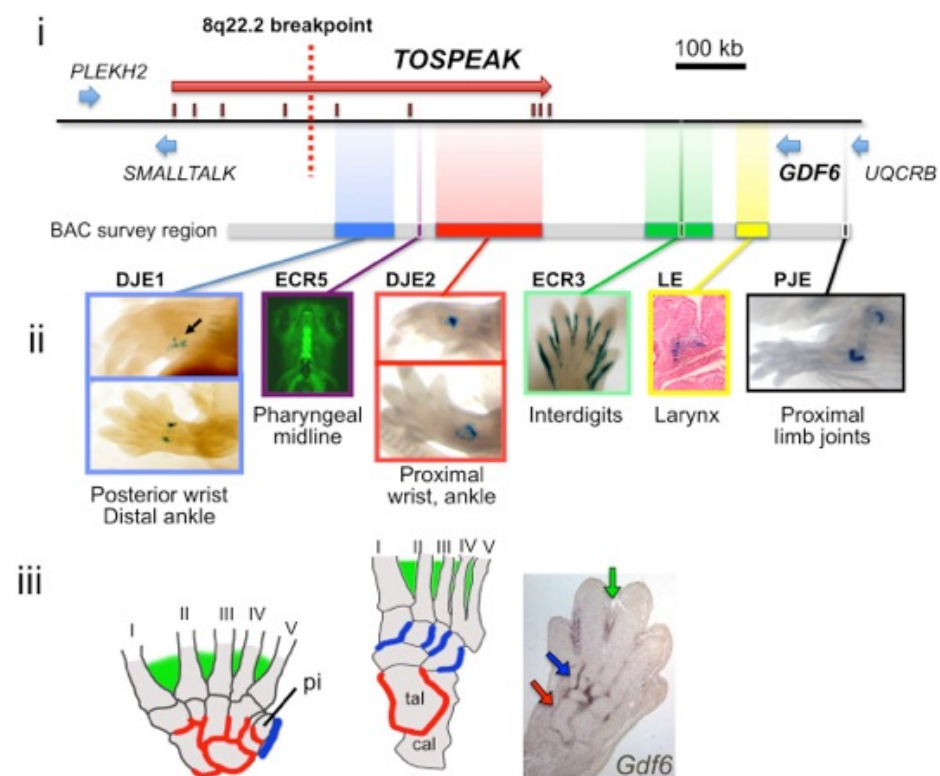 i
8q22.2 breakpoint
PLEKH2
TOSPEAK
100 kb
SMALLTALK
GDF6
UQCRB
BAC survey region
DJE1
ECR5
DJE2
ECR3
LE
PJE
ii
Pharyngeal
midline
Interdigits
Larynx
Proximal
limb joints
Posterior wrist
Distal ankle
Proximal
wrist, ankle
iii
I
II
III
IV
V
pi
I
II
III
IV
V
tal
cal
Gdf6